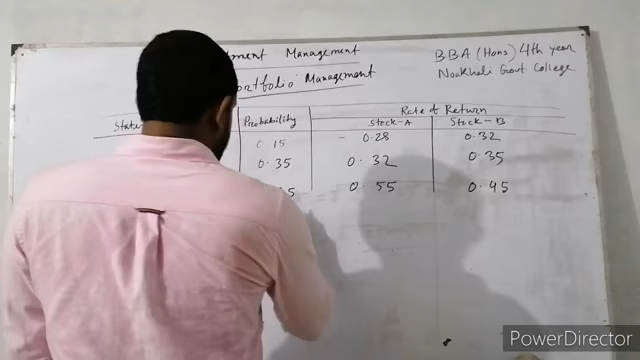 Management
Portfolio Management
BBA (Hons) 4th year
Noakhali Govt College
State Probability Rate of Return
Stock-A Stock-B
0.15 - 0.28 0.32
0.35 0.32 0.35
0.55 0.45
PowerDirector